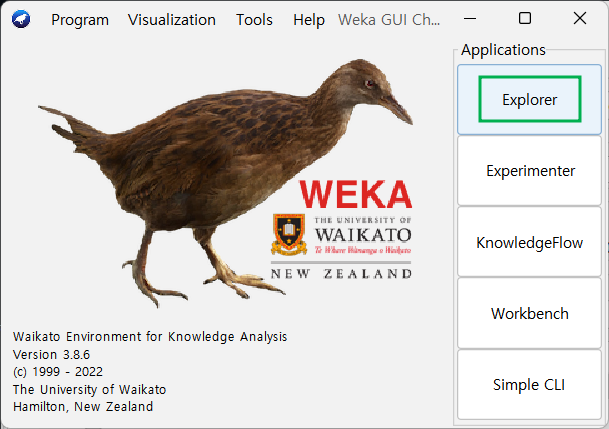 Program Visualization Tools Help Weka GUI Ch...
Applications
Explorer
Experimenter
KnowledgeFlow
Workbench
Simple CLI
WEKA
THE UNIVERSITY OF
WAIKATO
Te Whare Wānanga o Waikato
NEW ZEALAND
Waikato Environment for Knowledge Analysis
Version 3.8.6
(c) 1999 - 2022
The University of Waikato
Hamilton, New Zealand